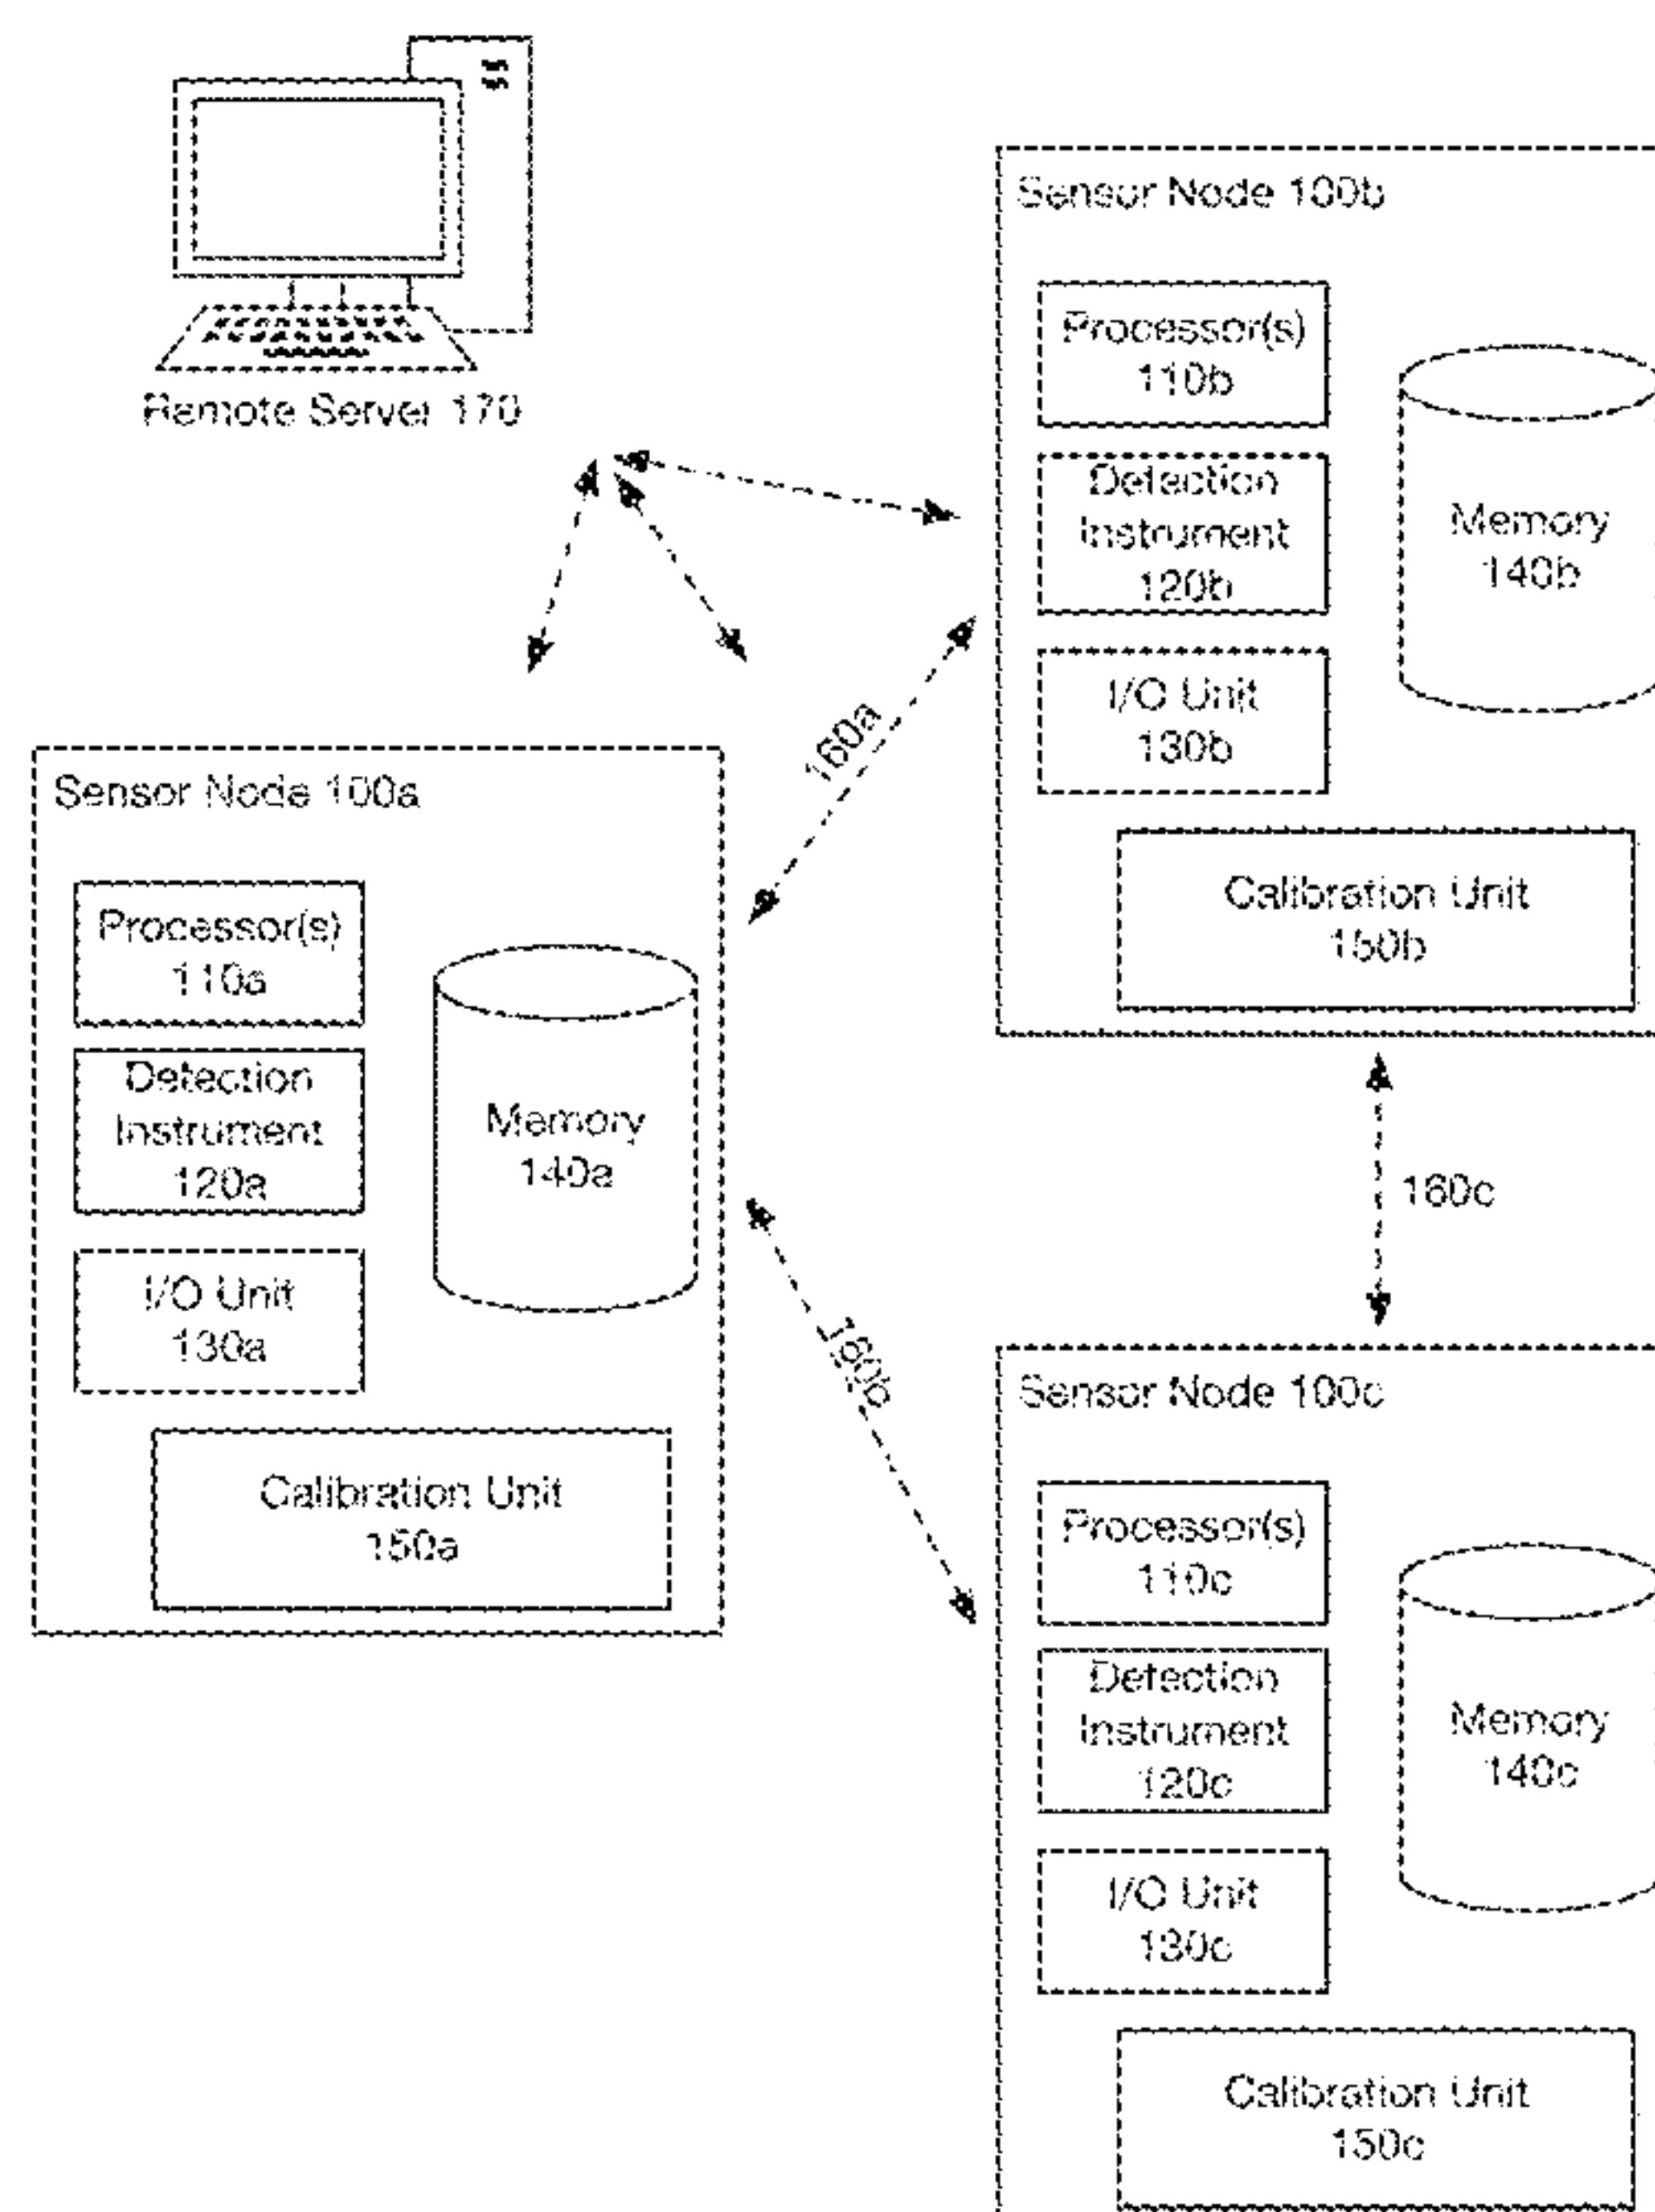 Remote Server 170
Sensor Node 100b
Processor(s)
110b
Detection
Instrument
120b
Memory
140b
I/O Unit
130b
Calibration Unit
150b
160a
Sensor Node 100a
Processor(s)
110a
Detection
Instrument
120a
Memory
140a
I/O Unit
130a
Calibration Unit
150a
160b
160c
Sensor Node 100c
Processor(s)
110c
Detection
Instrument
120c
Memory
140c
I/O Unit
130c
Calibration Unit
150c